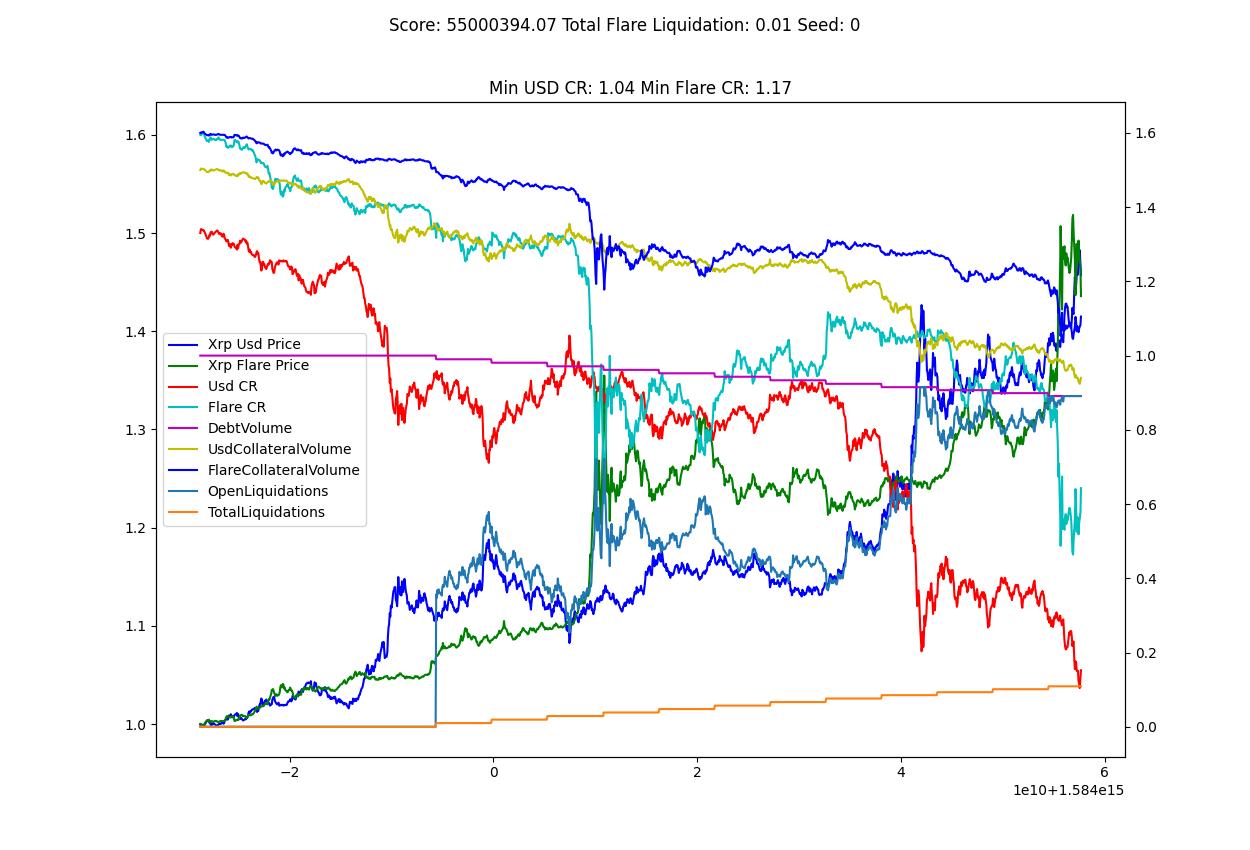 Score: 55000394.07 Total Flare Liquidation: 0.01 Seed: 0
Min USD CR: 1.04 Min Flare CR: 1.17
1.6
1.5
1.4
1.3
1.2
1.1
1.0
1.6
1.4
1.2
1.0
0.8
0.6
0.4
0.2
0.0
Xrp Usd Price
Xrp Flare Price
Usd CR
Flare CR
DebtVolume
UsdCollateralVolume
FlareCollateralVolume
OpenLiquidations
TotalLiquidations
−2 0 2 4 6
1e10+1.584e15